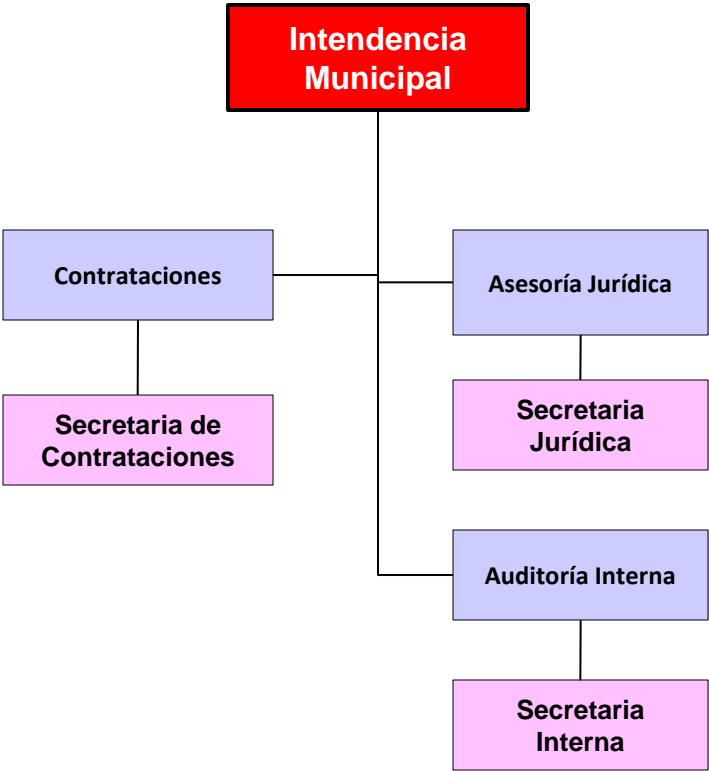 Intendencia
Municipal
Contrataciones
Asesoría Jurídica
Secretaria de
Contrataciones
Secretaria
Jurídica
Auditoría Interna
Secretaria
Interna